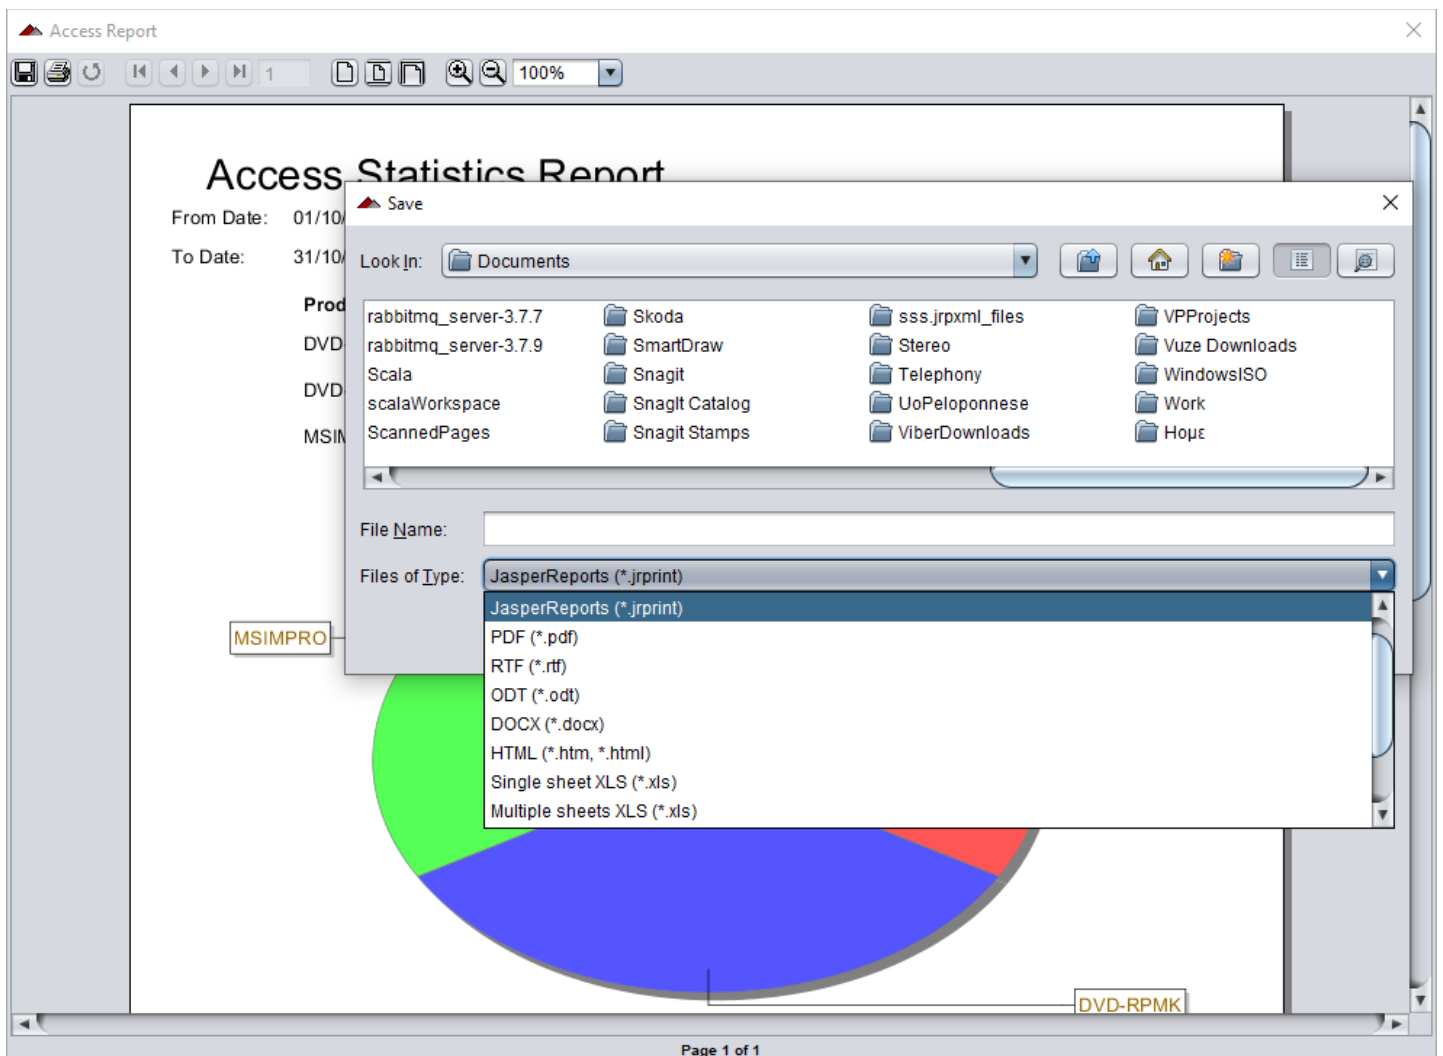 Access Report
1
100%
Access Statistics Report
From Date: 01/10/
To Date: 31/10/
Prod
DVD-
DVD
MSIM
Save
Look In: Documents
rabbitmq_server-3.7.7
rabbitmq_server-3.7.9
Scala
scalaWorkspace
ScannedPages
Skoda
SmartDraw
Snagit
SnagIt Catalog
Snagit Stamps
sss.jrpxml_files
Stereo
Telephony
UoPeloponnese
ViberDownloads
VPProjects
Vuze Downloads
WindowsISO
Work
Ηομε
File Name:
Files of Type: JasperReports (*.jrprint)
JasperReports (*.jrprint)
PDF (*.pdf)
RTF (*.rtf)
ODT (*.odt)
DOCX (*.docx)
HTML (*.htm, *.html)
Single sheet XLS (*.xls)
Multiple sheets XLS (*.xls)
MSIMPRO
DVD-RPMK
Page 1 of 1